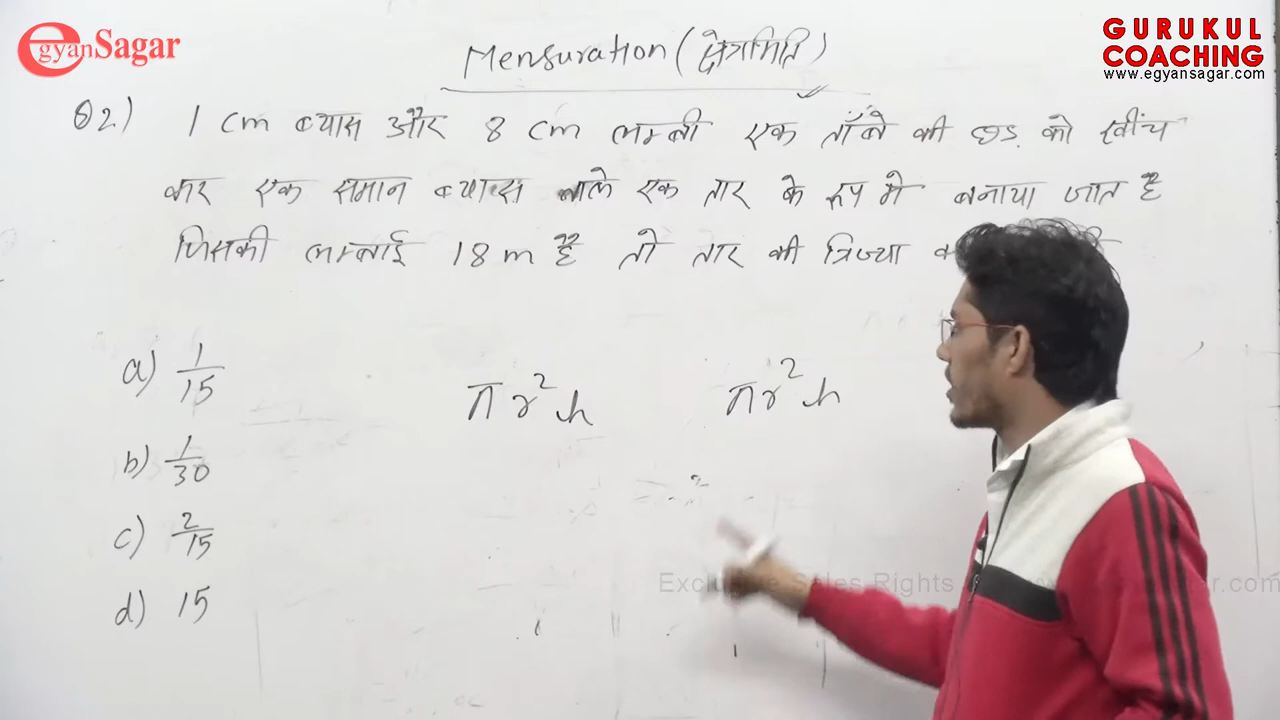 egyanSagar
GURUKUL
COACHING
www.egyansagar.com
Mensuration (क्षेत्रमिति)
Q2) 1 cm व्यास और 8 cm लम्बी एक ताँबे की छड़ को खींच
कर एक समान व्यास वाले एक तार के रुप मे बनाया जात है
जिसकी लम्बाई 18m है तो तार की त्रिज्या
a) 1/15
πr²h πr²h
b) 1/30
c) 2/15
d) 15